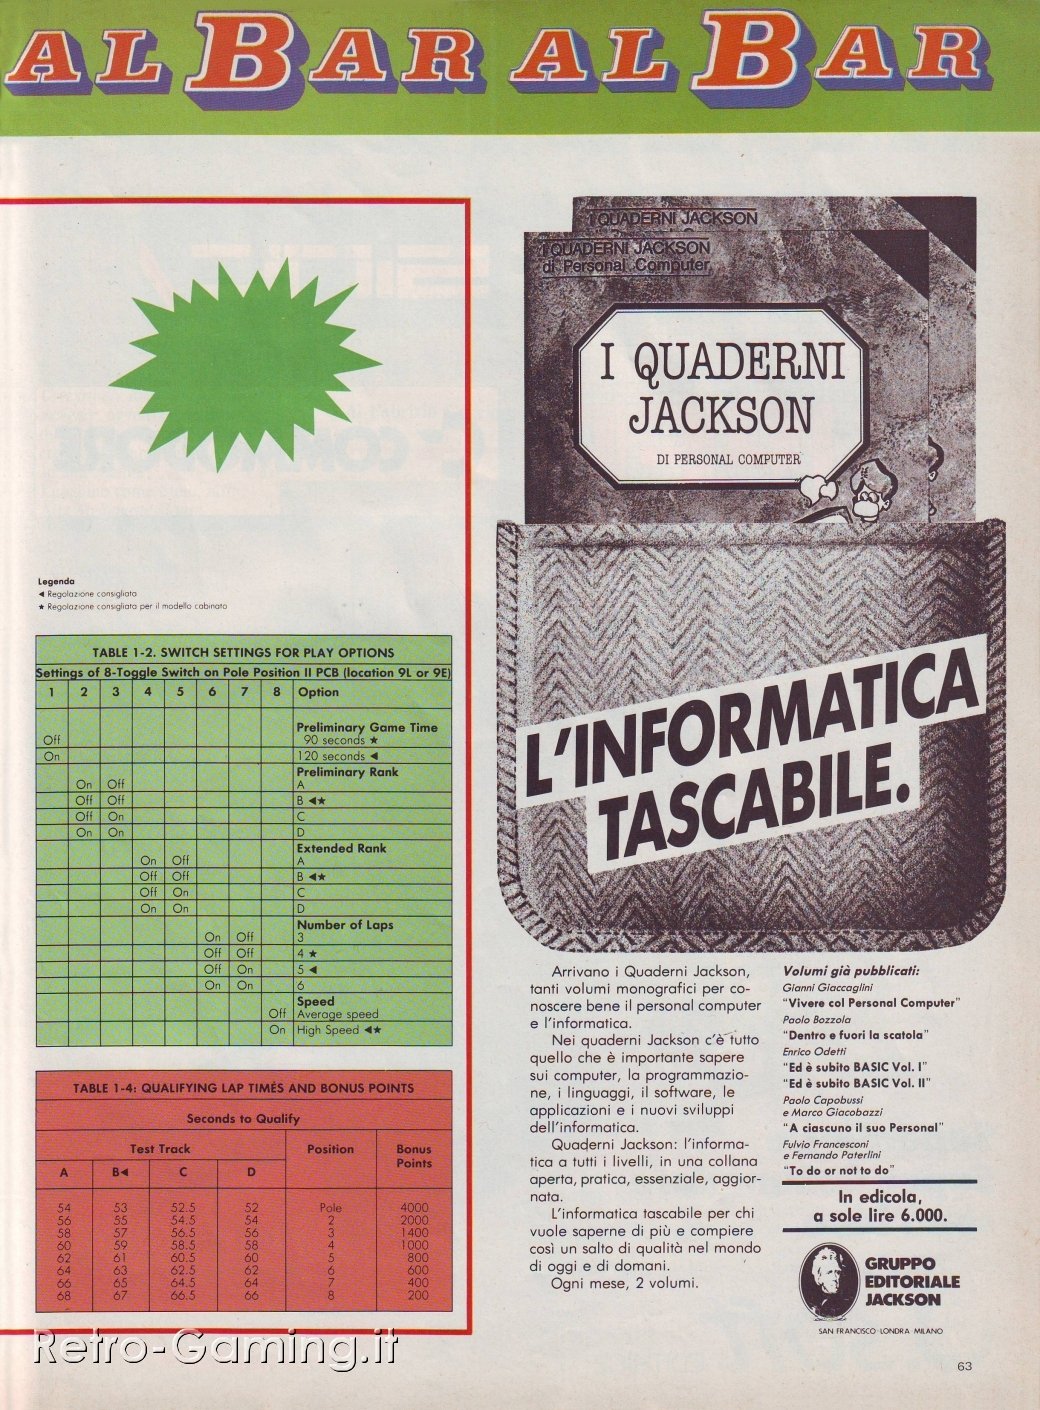 AL BAR AL BAR
Legenda
◄ Regolazione consigliata
★ Regolazione consigliata per il modello cabinato
TABLE 1-2. SWITCH SETTINGS FOR PLAY OPTIONS
Settings of 8-Toggle Switch on Pole Position II PCB (location 9L or 9E)
1 2 3 4 5 6 7 8 Option
Preliminary Game Time
Off 90 seconds ★
On 120 seconds ◄
Preliminary Rank
On Off A
Off Off B ◄★
Off On C
On On D
Extended Rank
On Off A
Off Off B ◄★
Off On C
On On D
Number of Laps
On Off 3
Off Off 4 ★
Off On 5 ◄
On On 6
Speed
Off Average speed
On High Speed ◄★
TABLE 1-4: QUALIFYING LAP TIMES AND BONUS POINTS
Seconds to Qualify
Test Track Position Bonus
Points
A B◄ C D
54 53 52.5 52 Pole 4000
56 55 54.5 54 2 2000
58 57 56.5 56 3 1400
60 59 58.5 58 4 1000
62 61 60.5 60 5 800
64 63 62.5 62 6 600
66 65 64.5 64 7 400
68 67 66.5 66 8 200
I QUADERNI JACKSON
I QUADERNI JACKSON
di Personal Computer
I QUADERNI
JACKSON
DI PERSONAL COMPUTER
L'INFORMATICA
TASCABILE.
Arrivano i Quaderni Jackson,
tanti volumi monografici per co-
noscere bene il personal computer
e l'informatica.
Nei quaderni Jackson c'è tutto
quello che è importante sapere
sui computer, la programmazio-
ne, i linguaggi, il software, le
applicazioni e i nuovi sviluppi
dell'informatica.
Quaderni Jackson: l'informa-
tica a tutti i livelli, in una collana
aperta, pratica, essenziale, aggior-
nata.
L'informatica tascabile per chi
vuole saperne di più e compiere
così un salto di qualità nel mondo
di oggi e di domani.
Ogni mese, 2 volumi.
Volumi già pubblicati:
Gianni Giaccaglini
"Vivere col Personal Computer"
Paolo Bozzola
"Dentro e fuori la scatola"
Enrico Odetti
"Ed è subito BASIC Vol. I"
"Ed è subito BASIC Vol. II"
Paolo Capobussi
e Marco Giacobazzi
"A ciascuno il suo Personal"
Fulvio Francesconi
e Fernando Paterlini
"To do or not to do"
In edicola,
a sole lire 6.000.
GRUPPO
EDITORIALE
JACKSON
SAN FRANCISCO-LONDRA-MILANO
63
Retro-Gaming.it